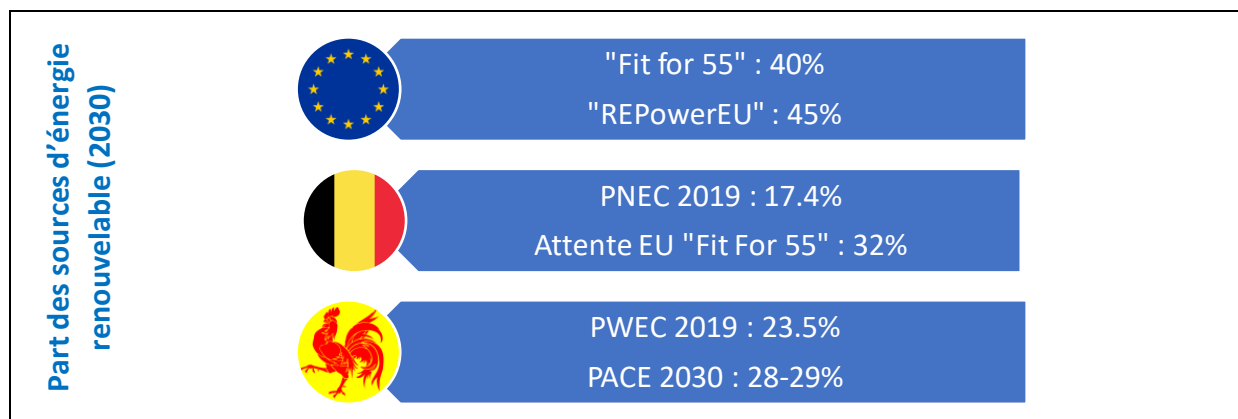 Part des sources d’énergie
renouvelable (2030)
"Fit for 55" : 40%
"REPowerEU" : 45%
PNEC 2019 : 17.4%
Attente EU "Fit For 55" : 32%
PWEC 2019 : 23.5%
PACE 2030 : 28-29%